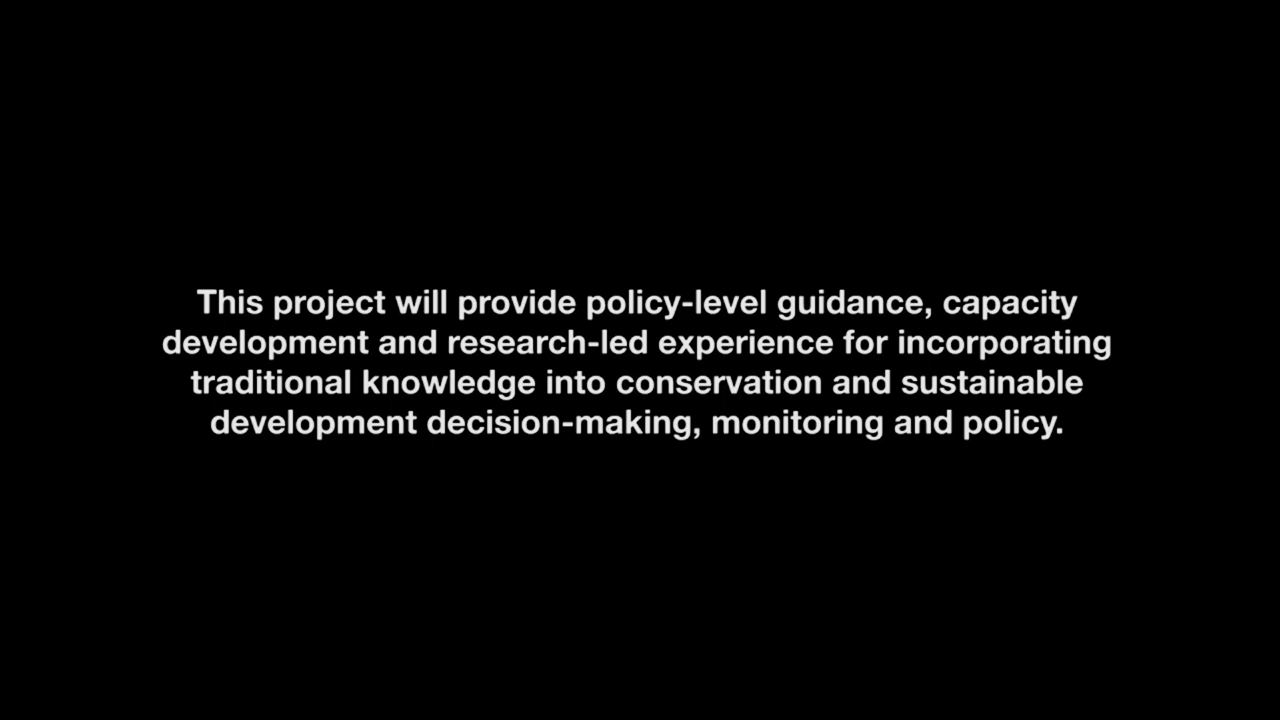 This project will provide policy-level guidance, capacity
development and research-led experience for incorporating
traditional knowledge into conservation and sustainable
development decision-making, monitoring and policy.